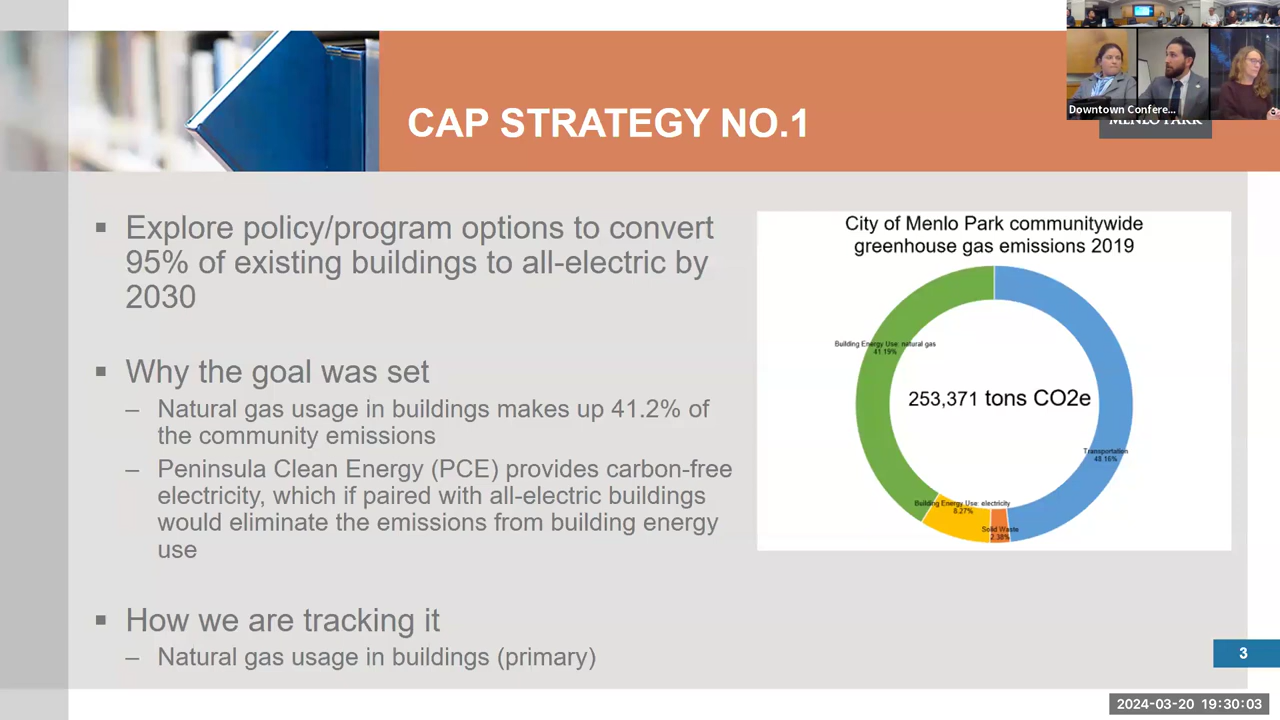 CAP STRATEGY NO.1
Downtown Confere...
MENLO PARK
▪ Explore policy/program options to convert
95% of existing buildings to all-electric by
2030
▪ Why the goal was set
– Natural gas usage in buildings makes up 41.2% of
the community emissions
– Peninsula Clean Energy (PCE) provides carbon-free
electricity, which if paired with all-electric buildings
would eliminate the emissions from building energy
use
▪ How we are tracking it
– Natural gas usage in buildings (primary)
City of Menlo Park communitywide
greenhouse gas emissions 2019
Building Energy Use: natural gas
41.19%
253,371 tons CO2e
Transportation
48.16%
Building Energy Use: electricity
8.27%
Solid Waste
2.38%
3
2024-03-20 19:30:03